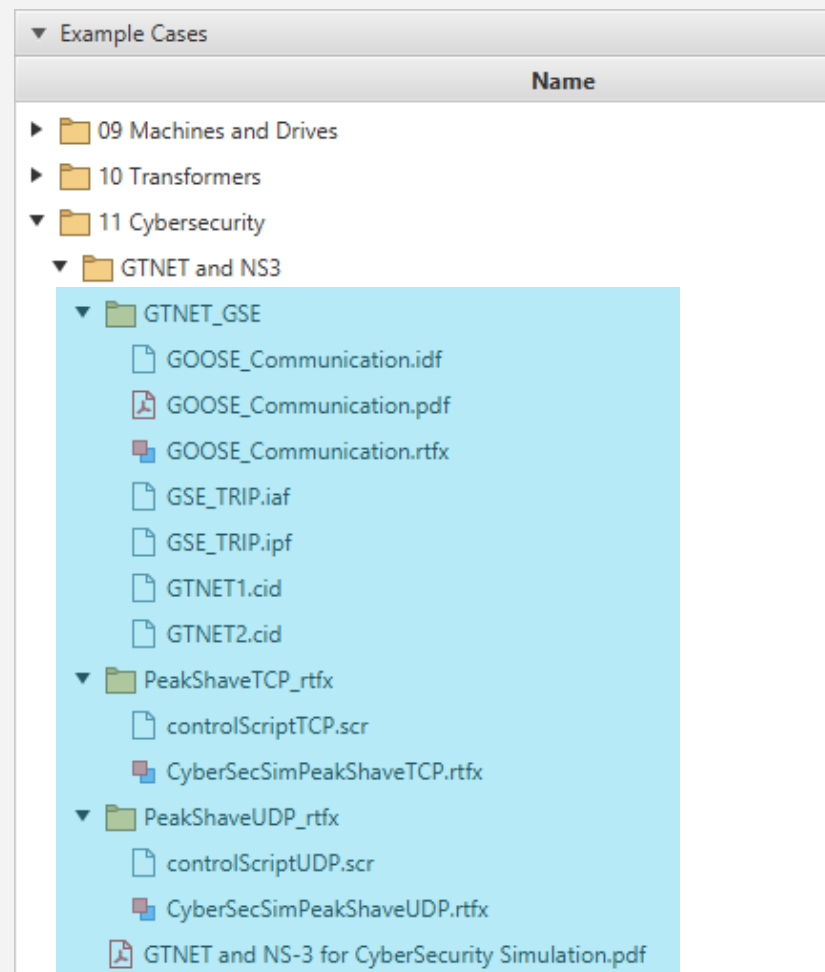 Example Cases
Name
09 Machines and Drives
10 Transformers
11 Cybersecurity
GTNET and NS3
GTNET_GSE
GOOSE_Communication.idf
GOOSE_Communication.pdf
GOOSE_Communication.rtfx
GSE_TRIP.iaf
GSE_TRIP.ipf
GTNET1.cid
GTNET2.cid
PeakShaveTCP_rtfx
controlScriptTCP.scr
CyberSecSimPeakShaveTCP.rtfx
PeakShaveUDP_rtfx
controlScriptUDP.scr
CyberSecSimPeakShaveUDP.rtfx
GTNET and NS-3 for CyberSecurity Simulation.pdf